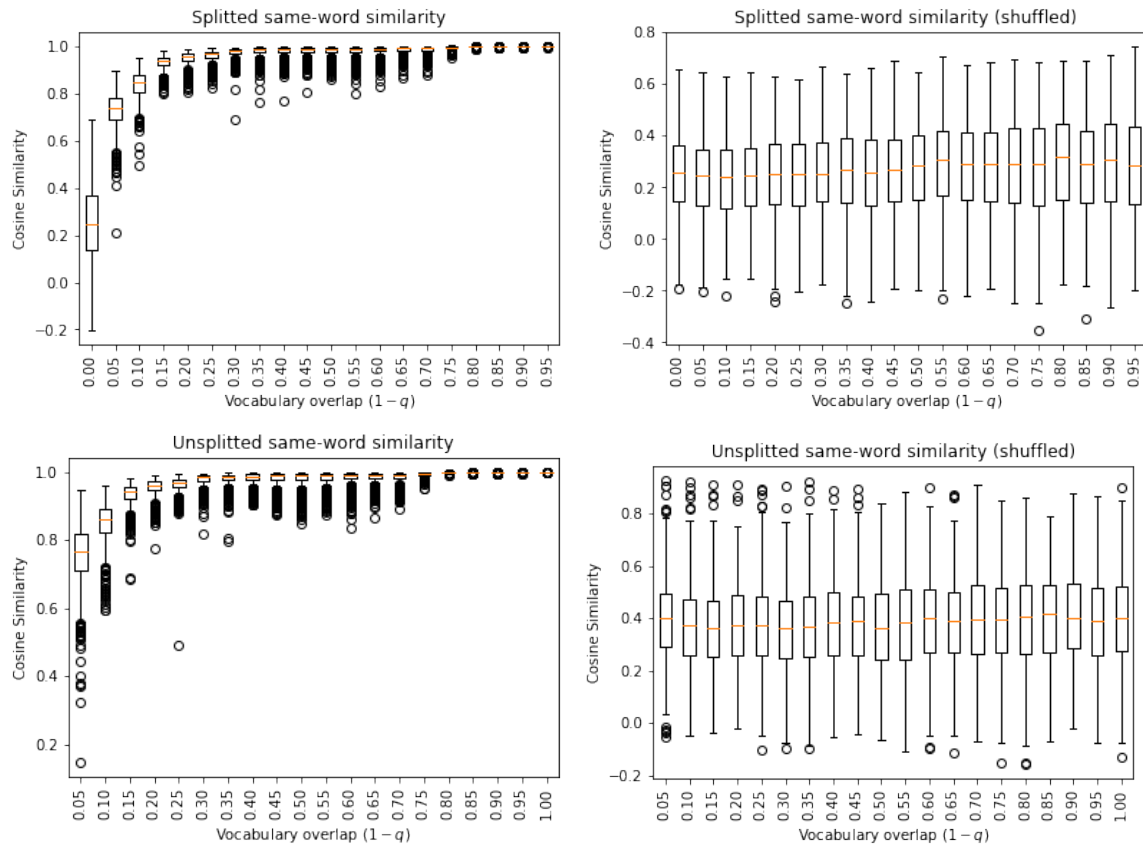 Splitted same-word similarity
Cosine Similarity
1.0
0.8
0.6
0.4
0.2
0.0
−0.2
0.00 0.05 0.10 0.15 0.20 0.25 0.30 0.35 0.40 0.45 0.50 0.55 0.60 0.65 0.70 0.75 0.80 0.85 0.90 0.95
Vocabulary overlap (1 − q)
Splitted same-word similarity (shuffled)
Cosine Similarity
0.8
0.6
0.4
0.2
0.0
−0.2
−0.4
0.00 0.05 0.10 0.15 0.20 0.25 0.30 0.35 0.40 0.45 0.50 0.55 0.60 0.65 0.70 0.75 0.80 0.85 0.90 0.95
Vocabulary overlap (1 − q)
Unsplitted same-word similarity
Cosine Similarity
1.0
0.8
0.6
0.4
0.2
0.05 0.10 0.15 0.20 0.25 0.30 0.35 0.40 0.45 0.50 0.55 0.60 0.65 0.70 0.75 0.80 0.85 0.90 0.95 1.00
Vocabulary overlap (1 − q)
Unsplitted same-word similarity (shuffled)
Cosine Similarity
0.8
0.6
0.4
0.2
0.0
−0.2
0.05 0.10 0.15 0.20 0.25 0.30 0.35 0.40 0.45 0.50 0.55 0.60 0.65 0.70 0.75 0.80 0.85 0.90 0.95 1.00
Vocabulary overlap (1 − q)